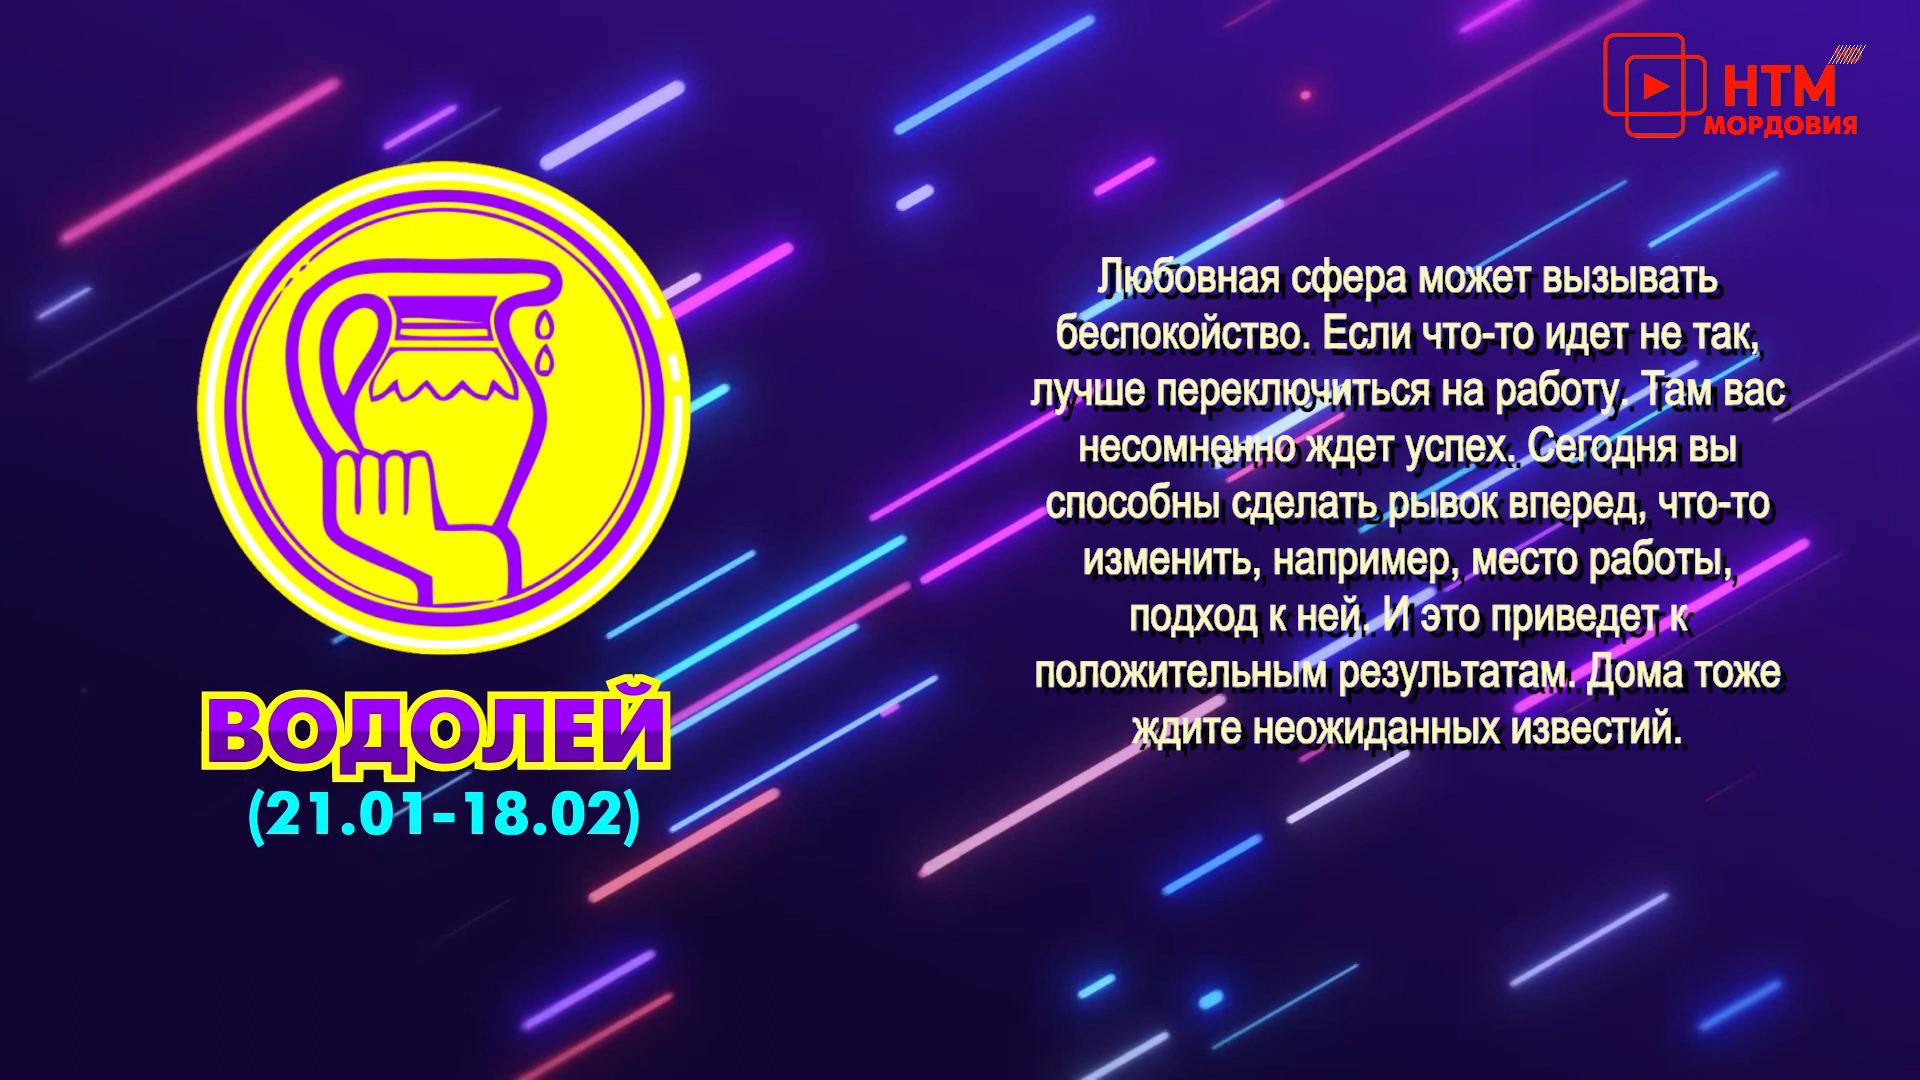 НТМ
МОРДОВИЯ
Любовная сфера может вызывать
беспокойство. Если что-то идет не так,
лучше переключиться на работу. Там вас
несомненно ждет успех. Сегодня вы
способны сделать рывок вперед, что-то
изменить, например, место работы,
подход к ней. И это приведет к
положительным результатам. Дома тоже
ждите неожиданных известий.
ВОДОЛЕЙ
(21.01-18.02)